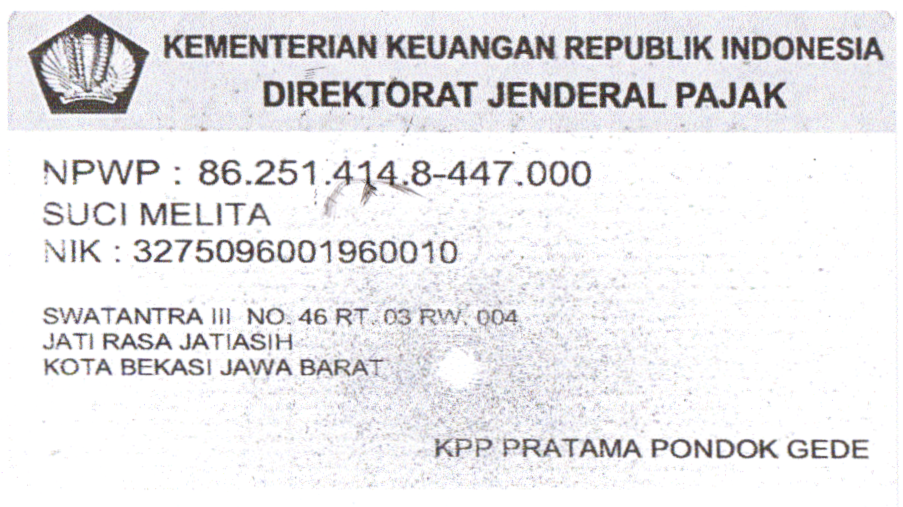 KEMENTERIAN KEUANGAN REPUBLIK INDONESIA
DIREKTORAT JENDERAL PAJAK
NPWP : 86.251.414.8-447.000
SUCI MELITA
NIK : 3275096001960010
SWATANTRA III NO. 46 RT. 03 RW. 004
JATI RASA JATIASIH
KOTA BEKASI JAWA BARAT
KPP PRATAMA PONDOK GEDE